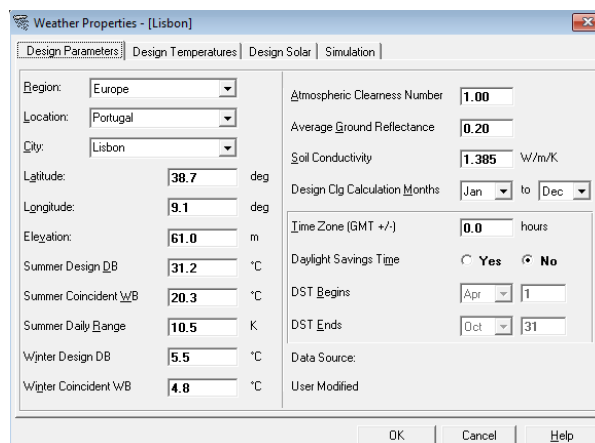 Weather Properties - [Lisbon]
Design Parameters Design Temperatures Design Solar Simulation
Region: Europe
Location: Portugal
City: Lisbon
Latitude: 38.7 deg
Longitude: 9.1 deg
Elevation: 61.0 m
Summer Design DB 31.2 °C
Summer Coincident WB 20.3 °C
Summer Daily Range 10.5 K
Winter Design DB 5.5 °C
Winter Coincident WB 4.8 °C
Atmospheric Clearness Number 1.00
Average Ground Reflectance 0.20
Soil Conductivity 1.385 W/m/K
Design Clg Calculation Months Jan to Dec
Time Zone (GMT +/-) 0.0 hours
Daylight Savings Time Yes No
DST Begins Apr 1
DST Ends Oct 31
Data Source:
User Modified
OK Cancel Help